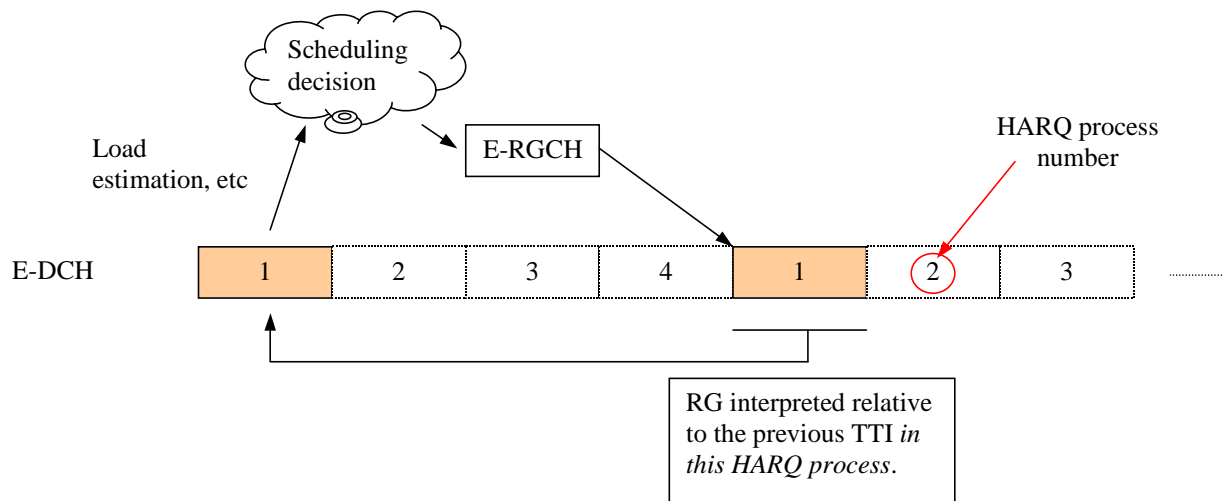 Scheduling
decision
E-RGCH
HARQ process
number
Load
estimation, etc
E-DCH
1 2 3 4 1 2 3
RG interpreted relative
to the previous TTI in
this HARQ process.